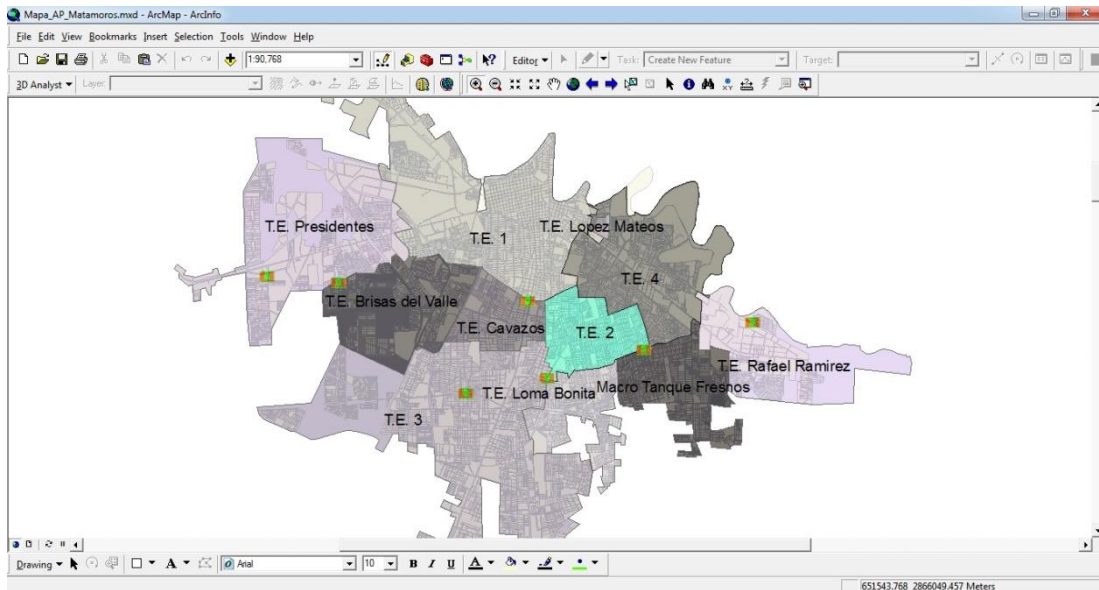 Mapa_AP_Matamoros.mxd - ArcMap - ArcInfo
File Edit View Bookmarks Insert Selection Tools Window Help
1:90,768 Editor Task: Create New Feature Target:
3D Analyst Layer:
T.E. Presidentes
T.E. 1
T.E. Lopez Mateos
T.E. 4
T.E. Brisas del Valle
T.E. Cavazos
T.E. 2
T.E. Rafael Ramirez
T.E. Loma Bonita
Macro Tanque Fresnos
T.E. 3
Drawing A Arial 10 B I U A
651543.768 2866049.457 Meters